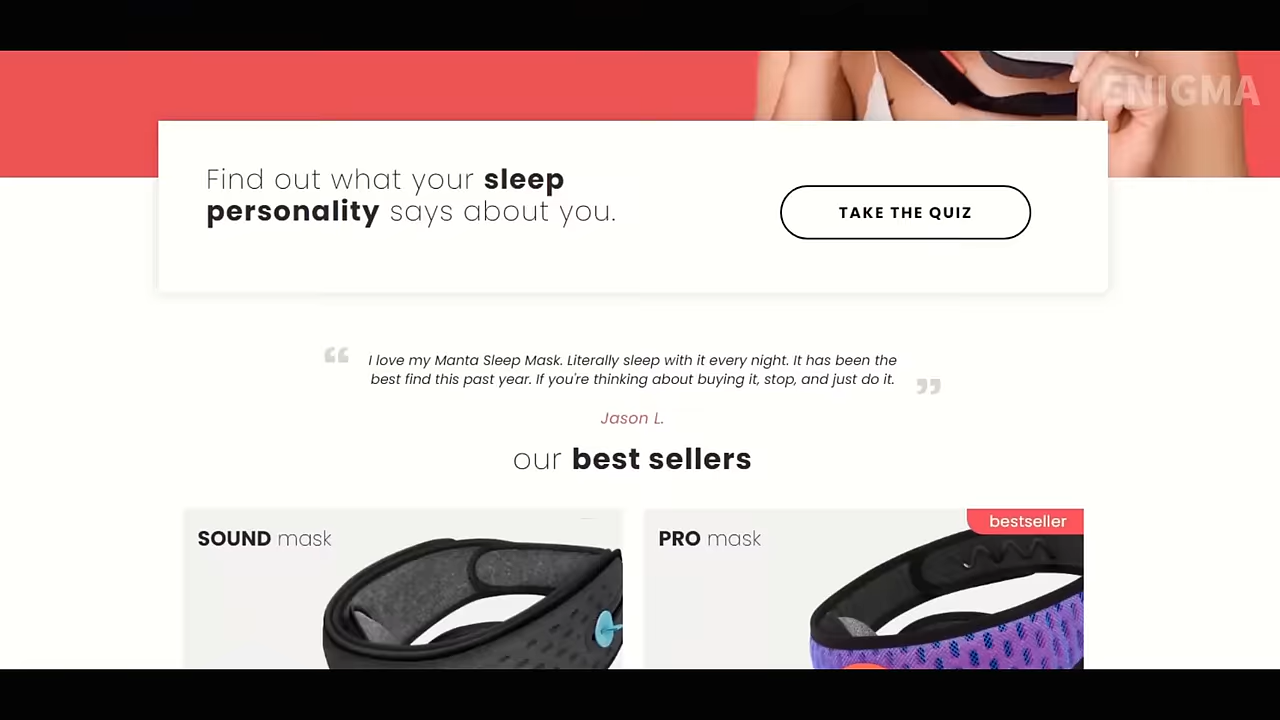 ENIGMA
Find out what your sleep
personality says about you.
TAKE THE QUIZ
“ I love my Manta Sleep Mask. Literally sleep with it every night. It has been the
best find this past year. If you're thinking about buying it, stop, and just do it. ”
Jason L.
our best sellers
SOUND mask
PRO mask
bestseller